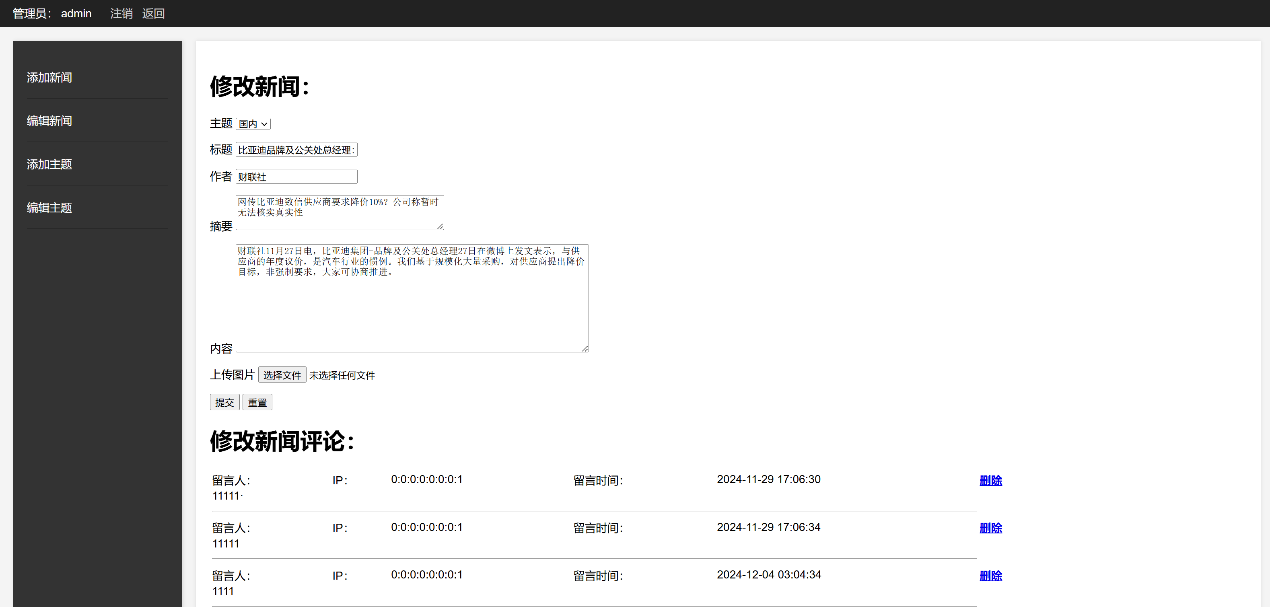 管理员： admin 注销 返回
添加新闻
编辑新闻
添加主题
编辑主题
修改新闻：
主题 国内
标题 比亚迪品牌及公关处总经理：
作者 财联社
摘要 网传比亚迪致信供应商要求降价10%？公司称暂时
无法核实真实性
内容 财联社11月27日电，比亚迪集团-品牌及公关处总经理27日在微博上发文表示，与供
应商的年度议价，是汽车行业的惯例。我们基于规模化大量采购，对供应商提出降价
目标，非强制要求，大家可协商推进。
上传图片 选择文件 未选择任何文件
提交 重置
修改新闻评论：
留言人： IP： 0:0:0:0:0:0:0:1 留言时间： 2024-11-29 17:06:30 删除
11111·
留言人： IP： 0:0:0:0:0:0:0:1 留言时间： 2024-11-29 17:06:34 删除
11111
留言人： IP： 0:0:0:0:0:0:0:1 留言时间： 2024-12-04 03:04:34 删除
1111